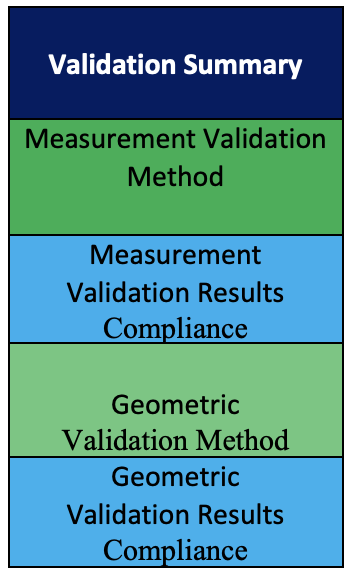 Validation Summary
Measurement Validation
Method
Measurement
Validation Results
Compliance
Geometric
Validation Method
Geometric
Validation Results
Compliance